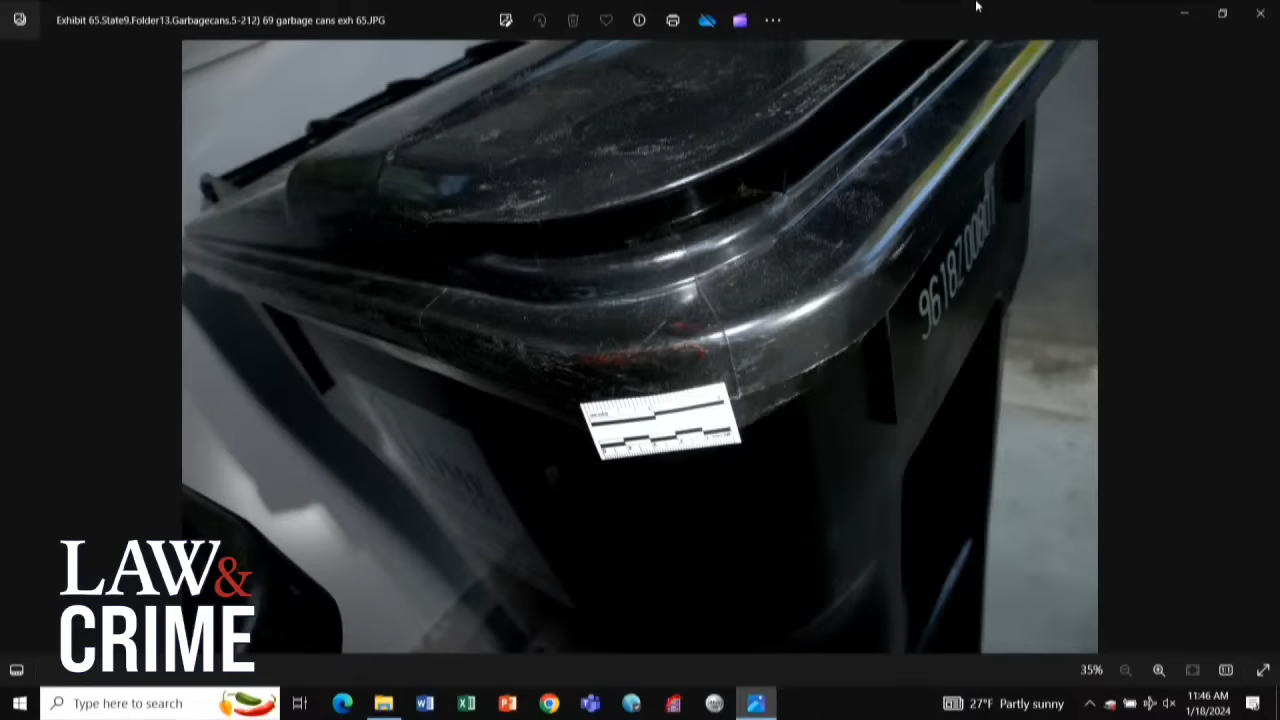 Exhibit 65.State9.Folder13.Garbagecans.5-212) 69 garbage cans exh 65.JPG
96182008071
LAW&
CRIME
35%
Type here to search
27°F Partly sunny
11:46 AM
1/18/2024